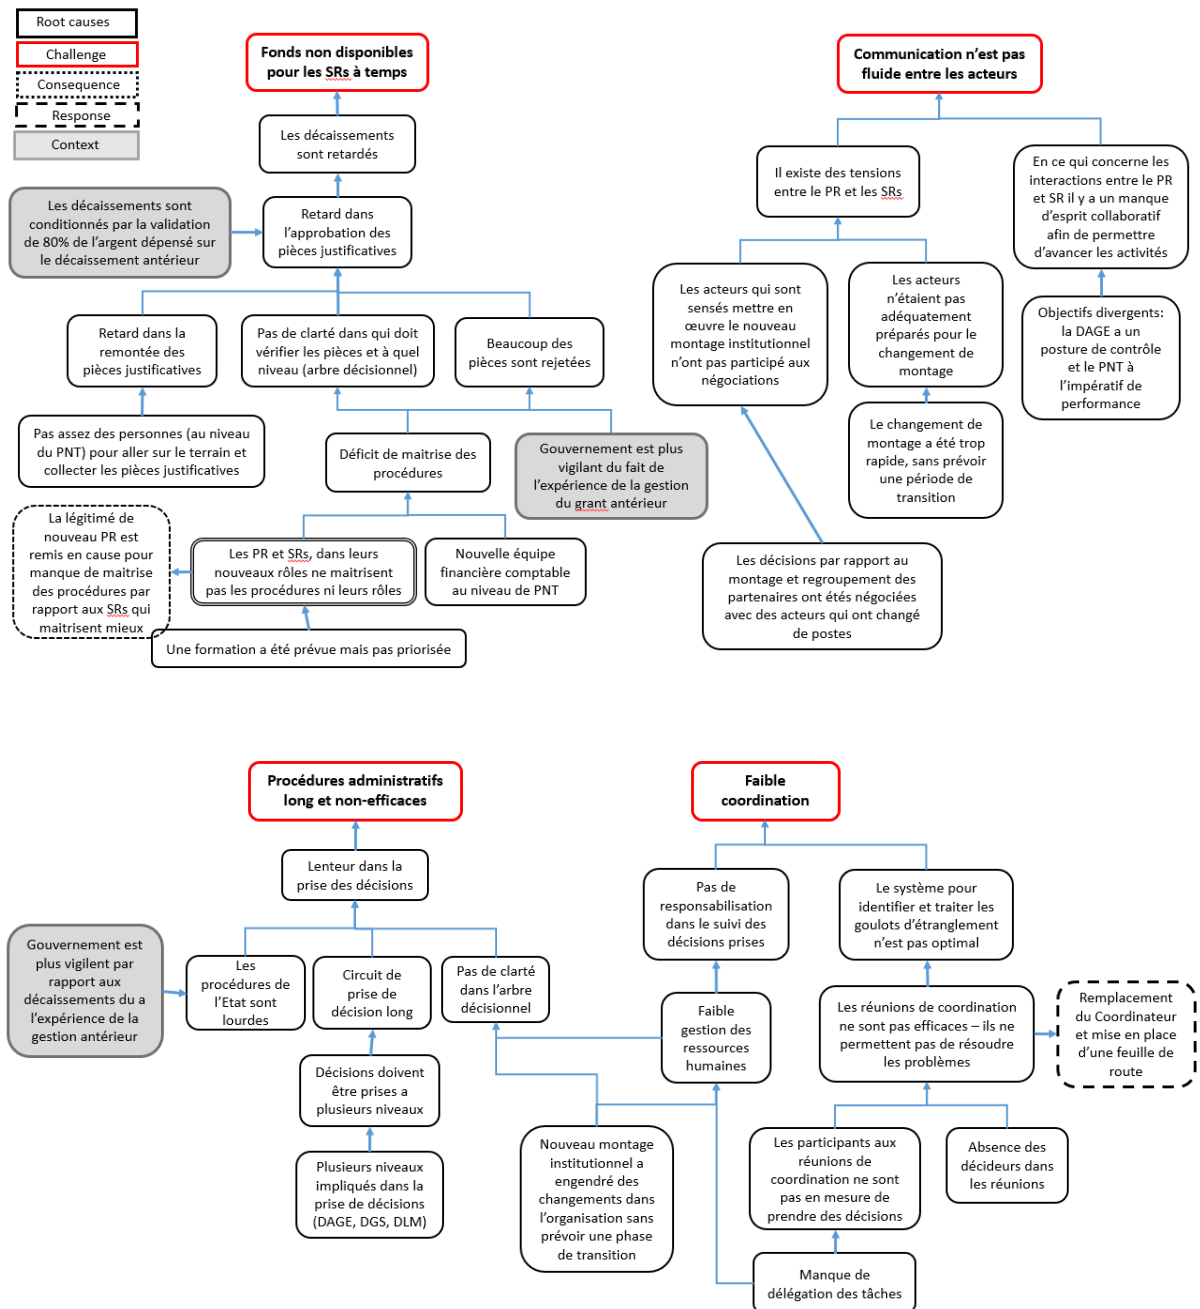 Root causes
Challenge
Consequence
Response
Context
Fonds non disponibles
pour les SRs à temps
Les décaissements
sont retardés
Les décaissements sont
conditionnés par la validation
de 80% de l'argent dépensé sur
le décaissement antérieur
Retard dans
l'approbation des
pièces justificatives
Retard dans la
remontée des
pièces justificatives
Pas de clarté dans qui doit
vérifier les pièces et à quel
niveau (arbre décisionnel)
Beaucoup des
pièces sont rejetées
Pas assez des personnes (au niveau
du PNT) pour aller sur le terrain et
collecter les pièces justificatives
Déficit de maitrise des
procédures
Gouvernement est plus
vigilant du fait de
l'expérience de la gestion
du grant antérieur
La légitimé de
nouveau PR est
remis en cause pour
manque de maitrise
des procédures par
rapport aux SRs qui
maitrisent mieux
Les PR et SRs, dans leurs
nouveaux rôles ne maitrisent
pas les procédures ni leurs rôles
Nouvelle équipe
financière comptable
au niveau de PNT
Une formation a été prévue mais pas priorisée
Communication n'est pas
fluide entre les acteurs
Il existe des tensions
entre le PR et les SRs
En ce qui concerne les
interactions entre le PR
et SR il y a un manque
d'esprit collaboratif
afin de permettre
d'avancer les activités
Les acteurs qui sont
sensés mettre en
œuvre le nouveau
montage institutionnel
n'ont pas participé aux
négociations
Les acteurs
n'étaient pas
adéquatement
préparés pour le
changement de
montage
Objectifs divergents:
la DAGE a un
posture de contrôle
et le PNT à
l'impératif de
performance
Le changement de
montage a été trop
rapide, sans prévoir
une période de
transition
Les décisions par rapport au
montage et regroupement des
partenaires ont étés négociées
avec des acteurs qui ont changé
de postes
Procédures administratifs
long et non-efficaces
Lenteur dans la
prise des décisions
Gouvernement est
plus vigilent par
rapport aux
décaissements du a
l'expérience de la
gestion antérieur
Les
procédures de
l'Etat sont
lourdes
Circuit de
prise de
décision long
Pas de clarté
dans l'arbre
décisionnel
Décisions doivent
être prises a
plusieurs niveaux
Plusieurs niveaux
impliqués dans la
prise de décisions
(DAGE, DGS, DLM)
Faible
coordination
Pas de
responsabilisation
dans le suivi des
décisions prises
Le système pour
identifier et traiter les
goulots d'étranglement
n'est pas optimal
Faible
gestion des
ressources
humaines
Les réunions de coordination
ne sont pas efficaces – ils ne
permettent pas de résoudre
les problèmes
Remplacement
du Coordinateur
et mise en place
d'une feuille de
route
Nouveau montage
institutionnel a
engendré des
changements dans
l'organisation sans
prévoir une phase
de transition
Les participants aux
réunions de
coordination ne sont
pas en mesure de
prendre des décisions
Absence des
décideurs dans
les réunions
Manque de
délégation des tâches